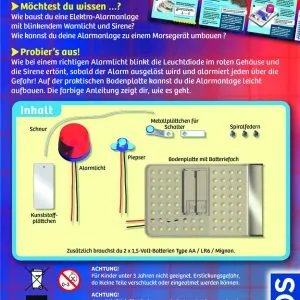 Möchtest du wissen ...?
Wie baust du eine Elektro-Alarmanlage
mit blinkendem Warnlicht und Sirene?
Wie kannst du deine Alarmanlage zu einem Morsegerät umbauen?
Probier's aus!
Wie bei einem richtigen Alarmlicht blinkt die Leuchtdiode im roten Gehäuse und
die Sirene ertönt, sobald der Alarm ausgelöst wird und alarmiert jeden über die
Gefahr! Auf der praktischen Bodenplatte kannst du die Alarmanlage leicht
aufbauen. Die farbige Anleitung zeigt dir, wie es geht.
Inhalt
Schnur
Metallplättchen für
Schalter
Spiralfedern
Alarmlicht
Piepser
Bodenplatte mit Batteriefach
Kunststoff-
plättchen
Zusätzlich brauchst du 2 x 1,5-Volt-Batterien Type AA / LR6 / Mignon.
ACHTUNG!
Für Kinder unter 3 Jahren nicht geeignet. Erstickungsgefahr,
da kleine Teile verschluckt oder eingeatmet werden können.
0-3
ACHTUNG!